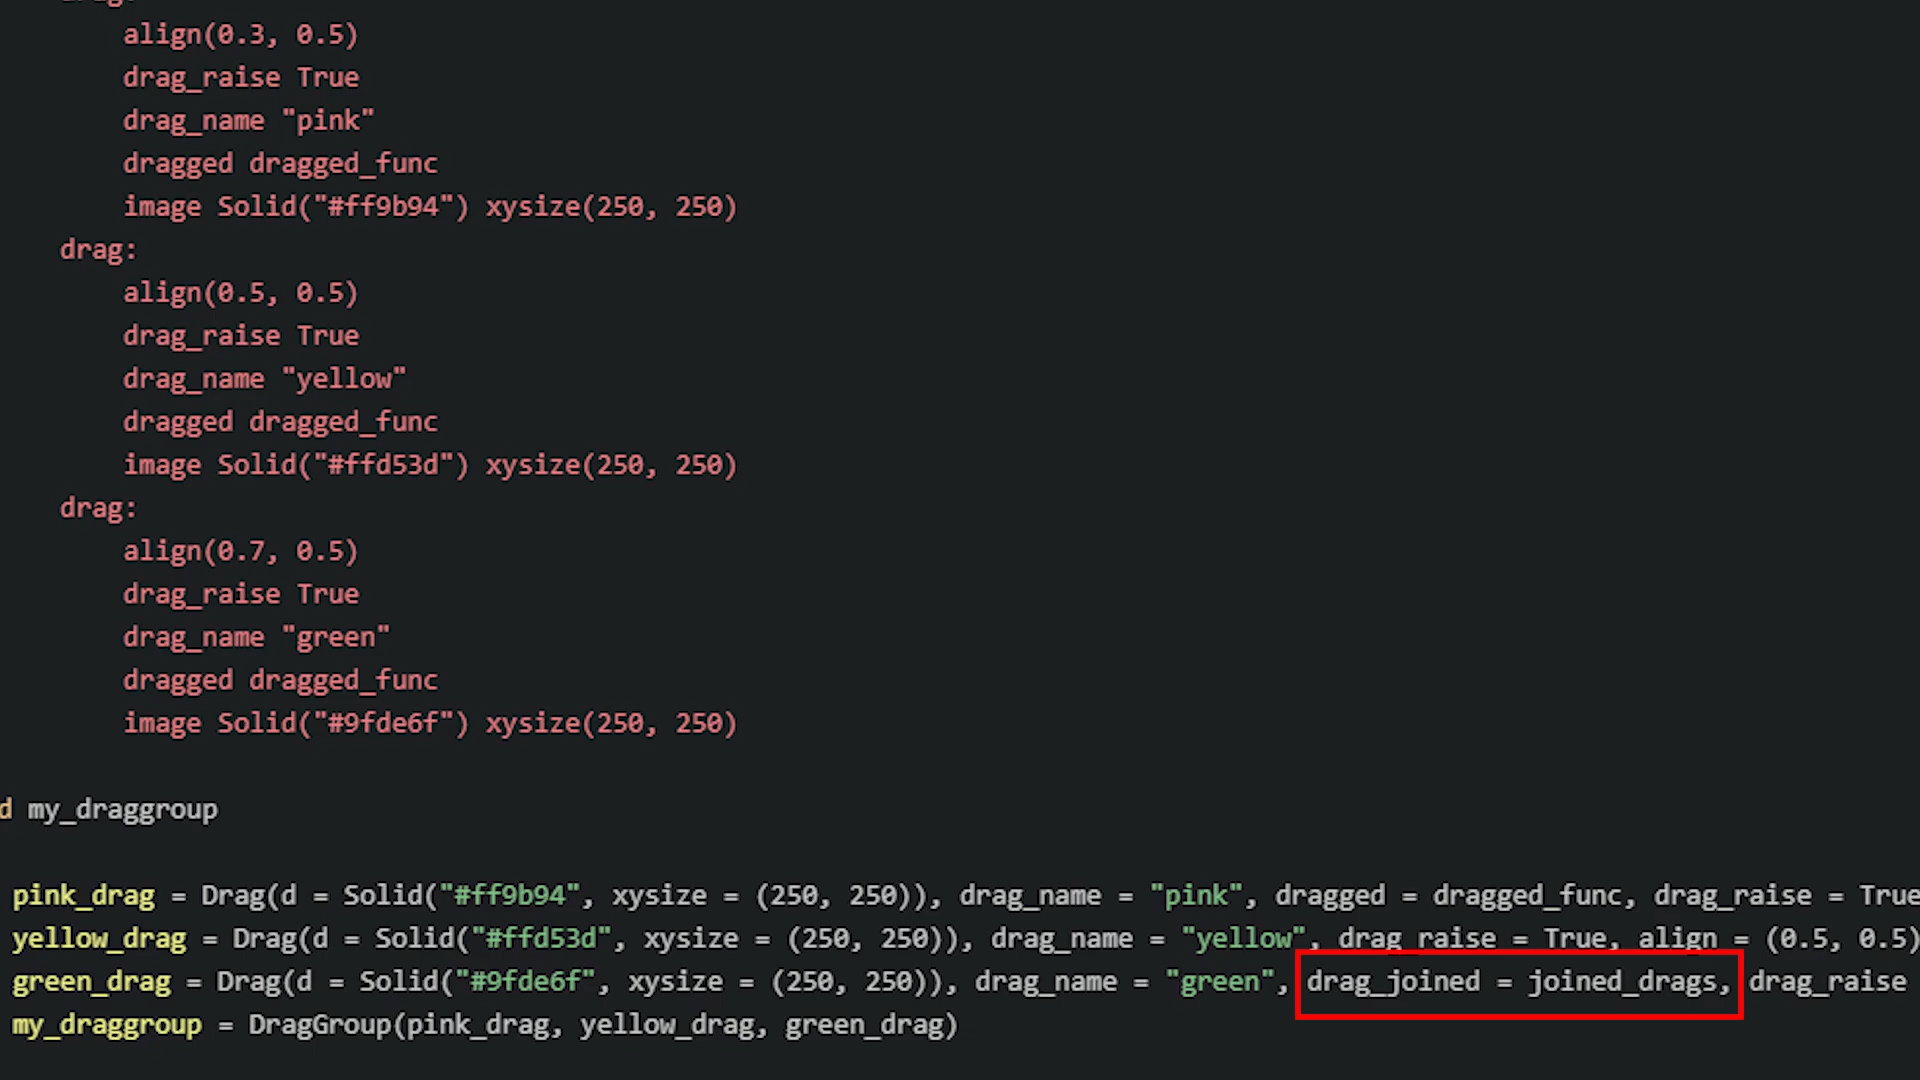 drag:
align(0.3, 0.5)
drag_raise True
drag_name "pink"
dragged dragged_func
image Solid("#ff9b94") xysize(250, 250)
drag:
align(0.5, 0.5)
drag_raise True
drag_name "yellow"
dragged dragged_func
image Solid("#ffd53d") xysize(250, 250)
drag:
align(0.7, 0.5)
drag_raise True
drag_name "green"
dragged dragged_func
image Solid("#9fde6f") xysize(250, 250)
d my_draggroup
pink_drag = Drag(d = Solid("#ff9b94", xysize = (250, 250)), drag_name = "pink", dragged = dragged_func, drag_raise = True
yellow_drag = Drag(d = Solid("#ffd53d", xysize = (250, 250)), drag_name = "yellow", drag_raise = True, align = (0.5, 0.5)
green_drag = Drag(d = Solid("#9fde6f", xysize = (250, 250)), drag_name = "green", drag_joined = joined_drags, drag_raise
my_draggroup = DragGroup(pink_drag, yellow_drag, green_drag)